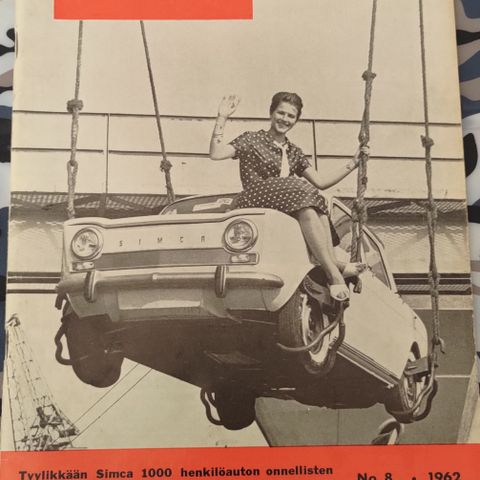 SIMCA
Tyylikkään Simca 1000 henkilöauton onnellisten
No 8 • 1962